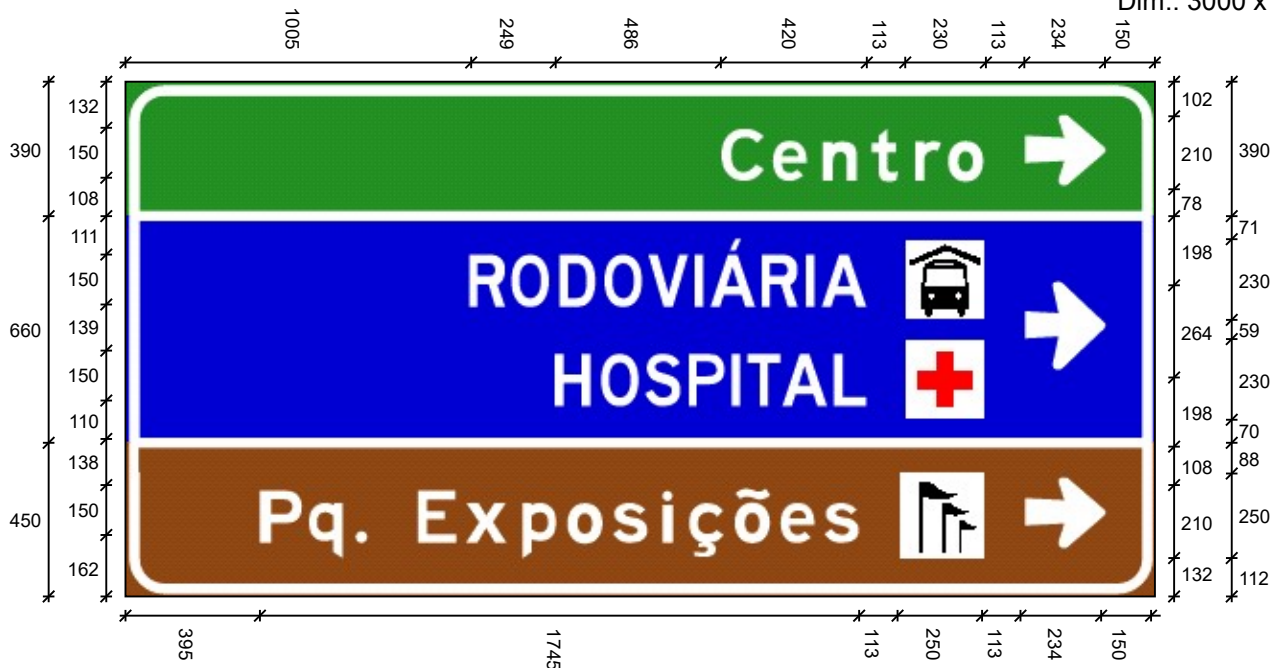 Dim.: 3000 x
1005 249 486 420 113 230 113 234 150
132 102
390 150 Centro 210 390
108 78
111 71
198
150 RODOVIÁRIA 230
660 139 264 59
150 HOSPITAL 230
198
110 70
138 108 88
450 150 Pq. Exposições 210 250
162 132 112
395 1745 113 250 113 234 150